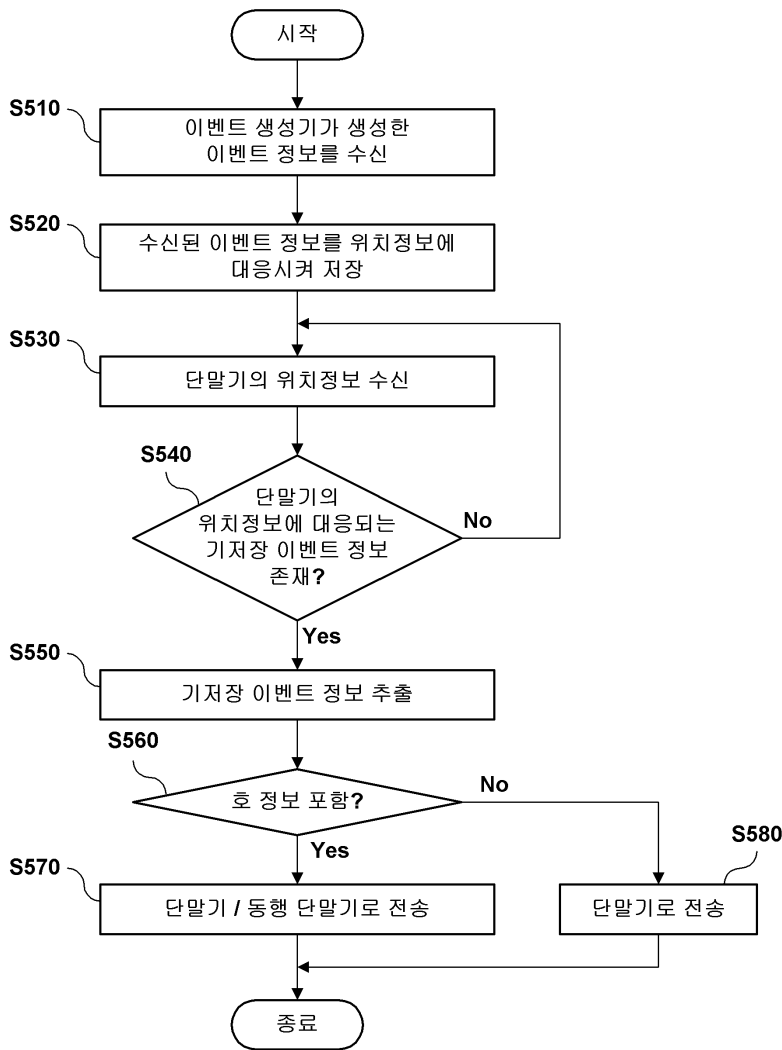 시작
S510
이벤트 생성기가 생성한
이벤트 정보를 수신
S520
수신된 이벤트 정보를 위치정보에
대응시켜 저장
S530
단말기의 위치정보 수신
S540
단말기의
위치정보에 대응되는
기저장 이벤트 정보
존재?
No
Yes
S550
기저장 이벤트 정보 추출
S560
호 정보 포함?
No
Yes
S570
단말기 / 동행 단말기로 전송
S580
단말기로 전송
종료